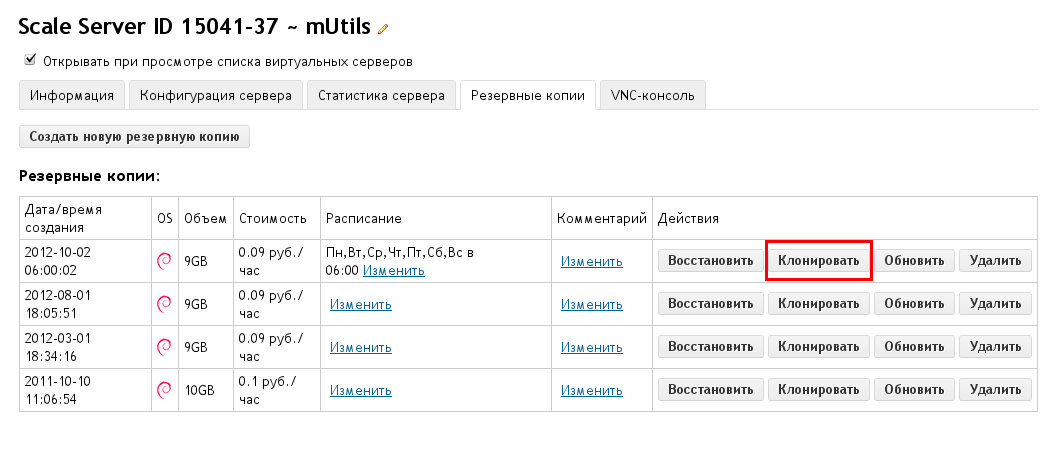 Scale Server ID 15041-37 ~ mUtils
Открывать при просмотре списка виртуальных серверов
Информация Конфигурация сервера Статистика сервера Резервные копии VNC-консоль
Создать новую резервную копию
Резервные копии:
Дата/время создания OS Объем Стоимость Расписание Комментарий Действия
2012-10-02 06:00:02 9GB 0.09 руб./час Пн,Вт,Ср,Чт,Пт,Сб,Вс в 06:00 Изменить Изменить Восстановить Клонировать Обновить Удалить
2012-08-01 18:05:51 9GB 0.09 руб./час Изменить Изменить Восстановить Клонировать Обновить Удалить
2012-03-01 18:34:16 9GB 0.09 руб./час Изменить Изменить Восстановить Клонировать Обновить Удалить
2011-10-10 11:06:54 10GB 0.1 руб./час Изменить Изменить Восстановить Клонировать Обновить Удалить